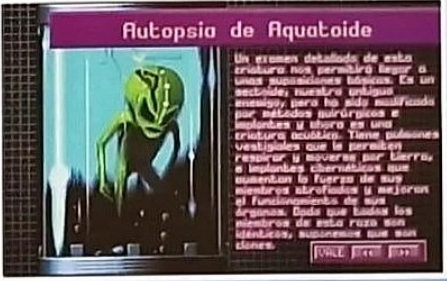 Autopsia de Aquatoide
Un examen detallado de esta
criatura nos permitirá llegar a
unas suposiciones básicas. Es un
sectoide, nuestro antiguo
enemigo, pero ha sido modificado
por métodos quirúrgicos e
implantes y ahora es una
criatura acuática. Tiene pulmones
vestigiales que le permiten
respirar y moverse por tierra,
e implantes cibernéticos que
aumentan la fuerza de sus
miembros atrofiados y mejoran
el funcionamiento de sus
órganos. Dado que todos los
miembros de esta raza son
idénticos, suponemos que son
clones.
VALE << >>